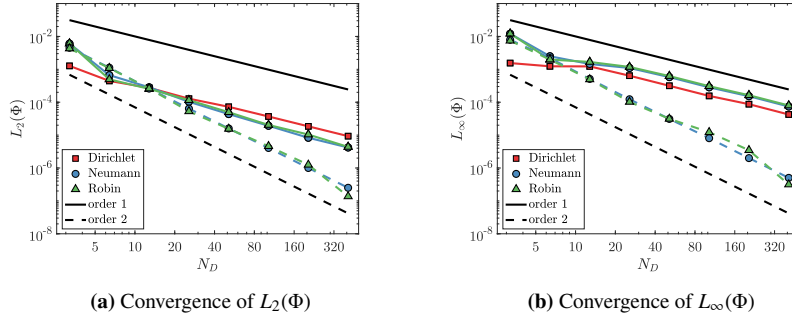 10^{-2}
10^{-4}
10^{-6}
10^{-8}
L_2(Φ)
Dirichlet
Neumann
Robin
order 1
order 2
5 10 20 40 80 160 320
N_D
(a) Convergence of L_2(Φ)
10^{-2}
10^{-4}
10^{-6}
10^{-8}
L_∞(Φ)
Dirichlet
Neumann
Robin
order 1
order 2
5 10 20 40 80 160 320
N_D
(b) Convergence of L_∞(Φ)